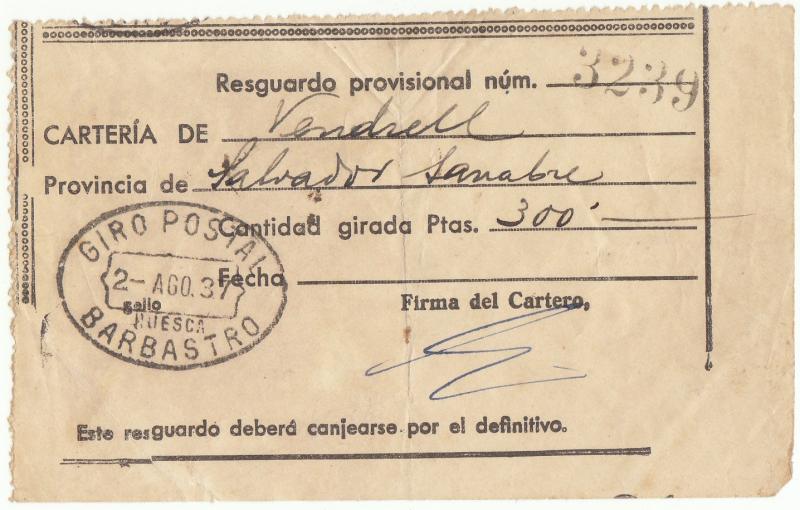 Resguardo provisional núm. 3239
CARTERÍA DE Vendrell
Provincia de Salvador Sanabre
Cantidad girada Ptas. 300'
Fecha
GIRO POSTAL
2- AGO. 37
sello
HUESCA
BARBASTRO
Firma del Cartero,
Este resguardo deberá canjearse por el definitivo.